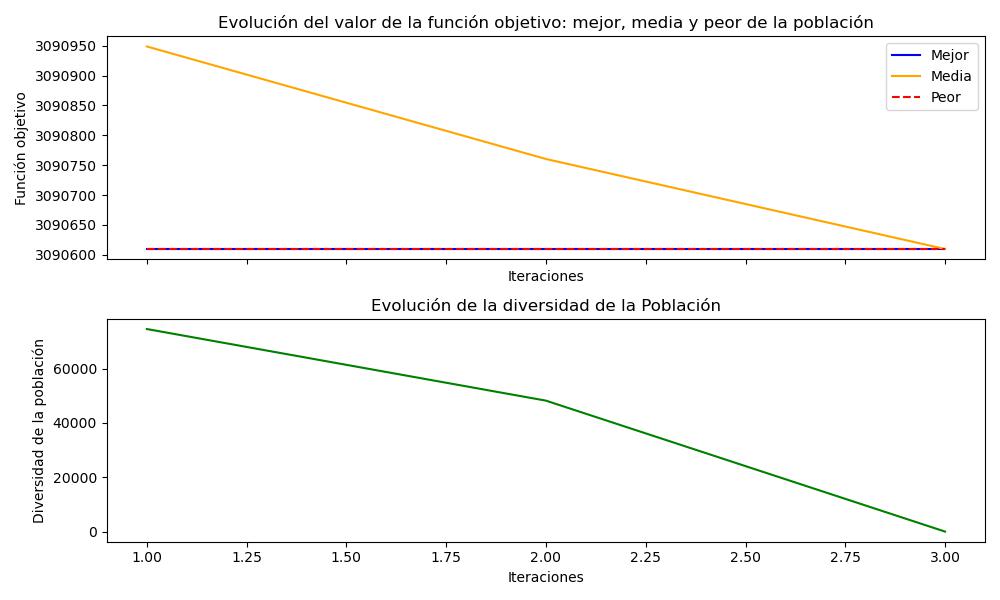 Evolución del valor de la función objetivo: mejor, media y peor de la población
Función objetivo
3090950
3090900
3090850
3090800
3090750
3090700
3090650
3090600
Mejor
Media
Peor
Iteraciones
Evolución de la diversidad de la Población
Diversidad de la población
60000
40000
20000
0
1.00 1.25 1.50 1.75 2.00 2.25 2.50 2.75 3.00
Iteraciones